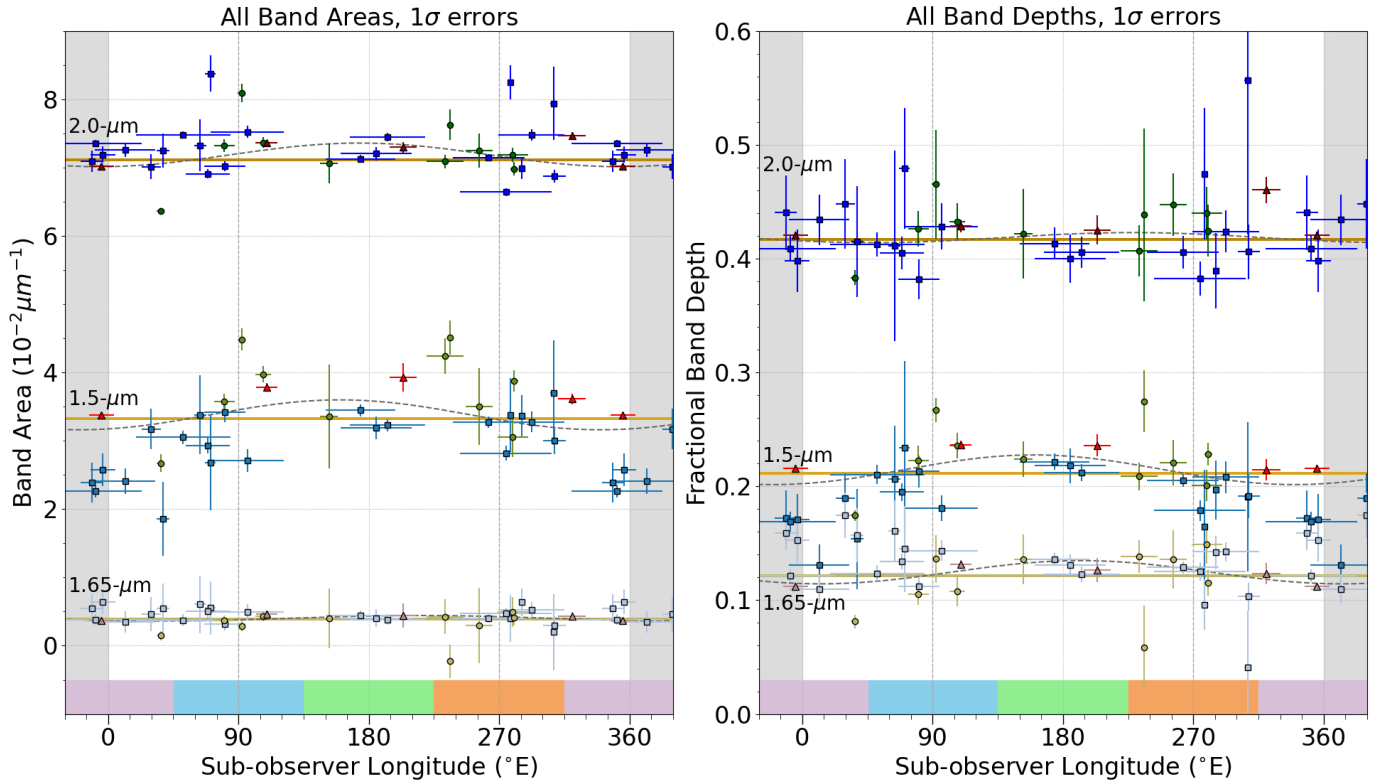 All Band Areas, 1σ errors
8
6
4
2
0
2.0-μm
1.5-μm
1.65-μm
0
90
180
270
360
Band Area (10⁻²μm⁻¹)
Sub-observer Longitude (°E)
All Band Depths, 1σ errors
0.6
0.5
0.4
0.3
0.2
0.1
0.0
2.0-μm
1.5-μm
1.65-μm
0
90
180
270
360
Fractional Band Depth
Sub-observer Longitude (°E)